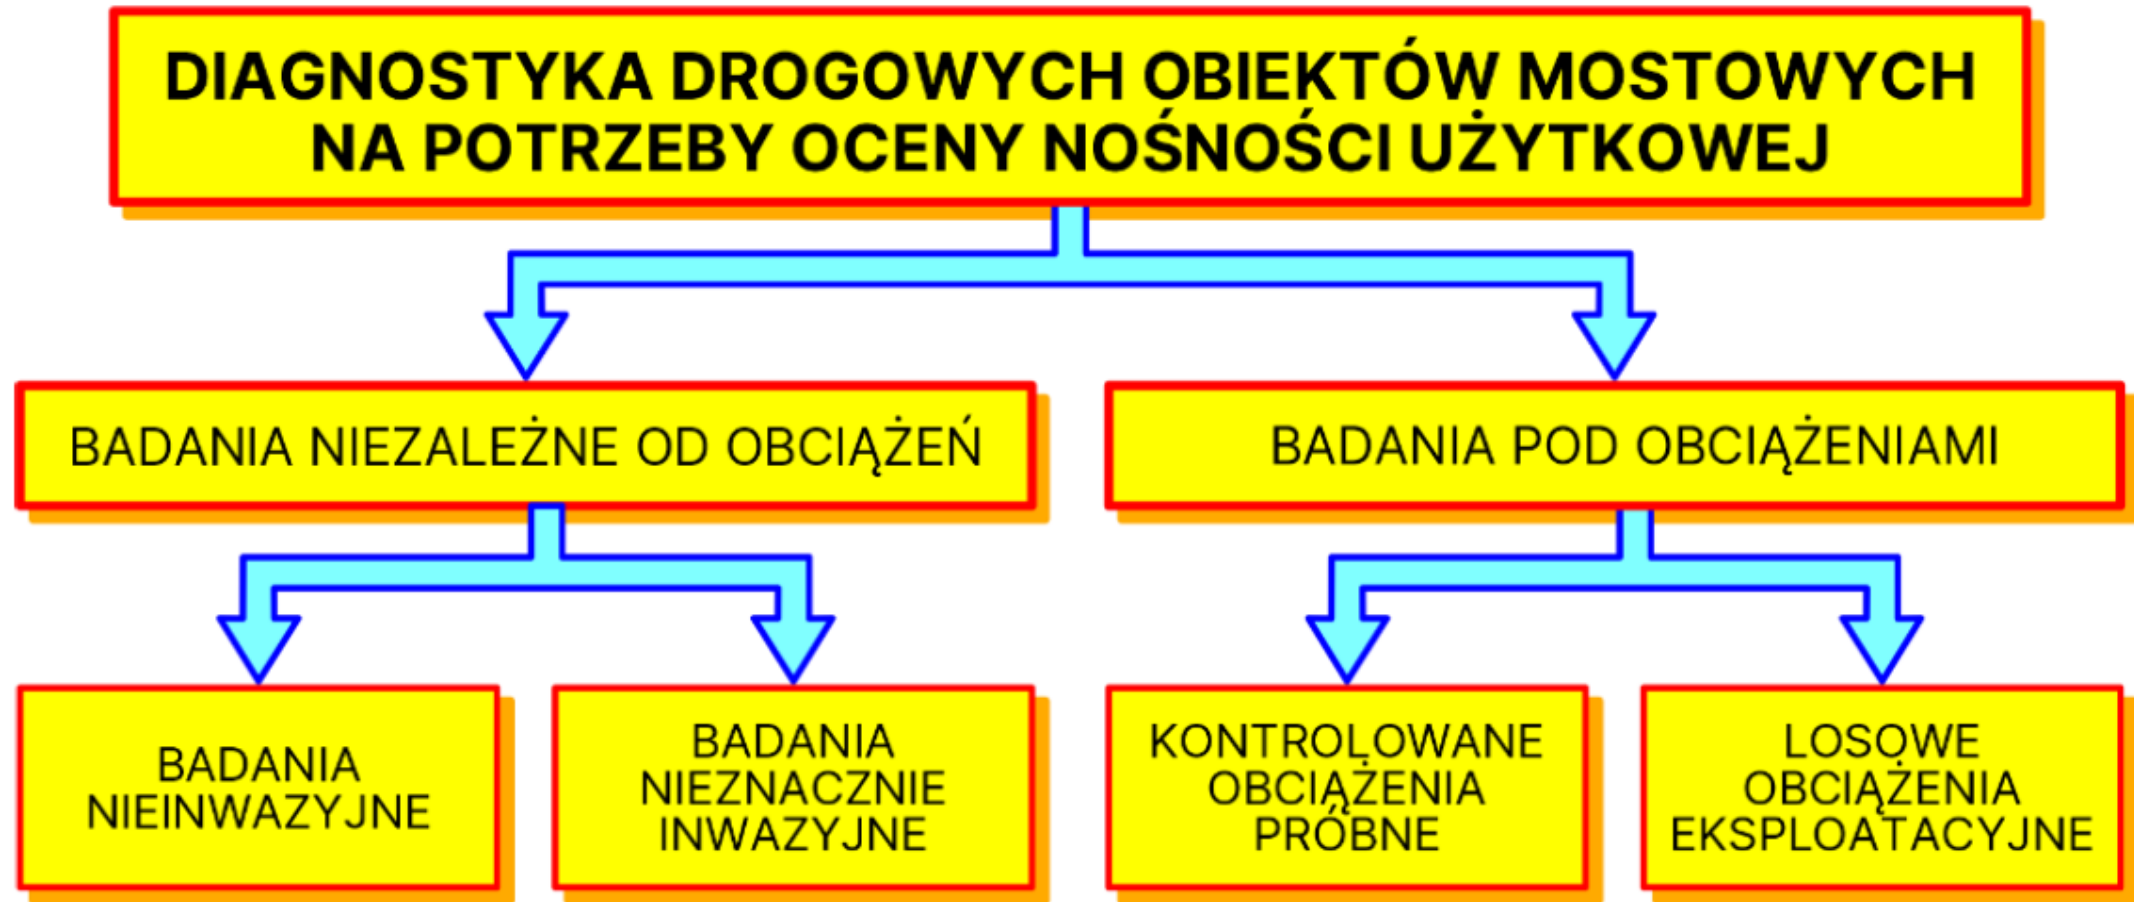 DIAGNOSTYKA DROGOWYCH OBIEKTÓW MOSTOWYCH
NA POTRZEBY OCENY NOŚNOŚCI UŻYTKOWEJ
BADANIA NIEZALEŻNE OD OBCIĄŻEŃ
BADANIA POD OBCIĄŻENIAMI
BADANIA
NIEINWAZYJNE
BADANIA
NIEZNACZNIE
INWAZYJNE
KONTROLOWANE
OBCIĄŻENIA
PRÓBNE
LOSOWE
OBCIĄŻENIA
EKSPLOATACYJNE